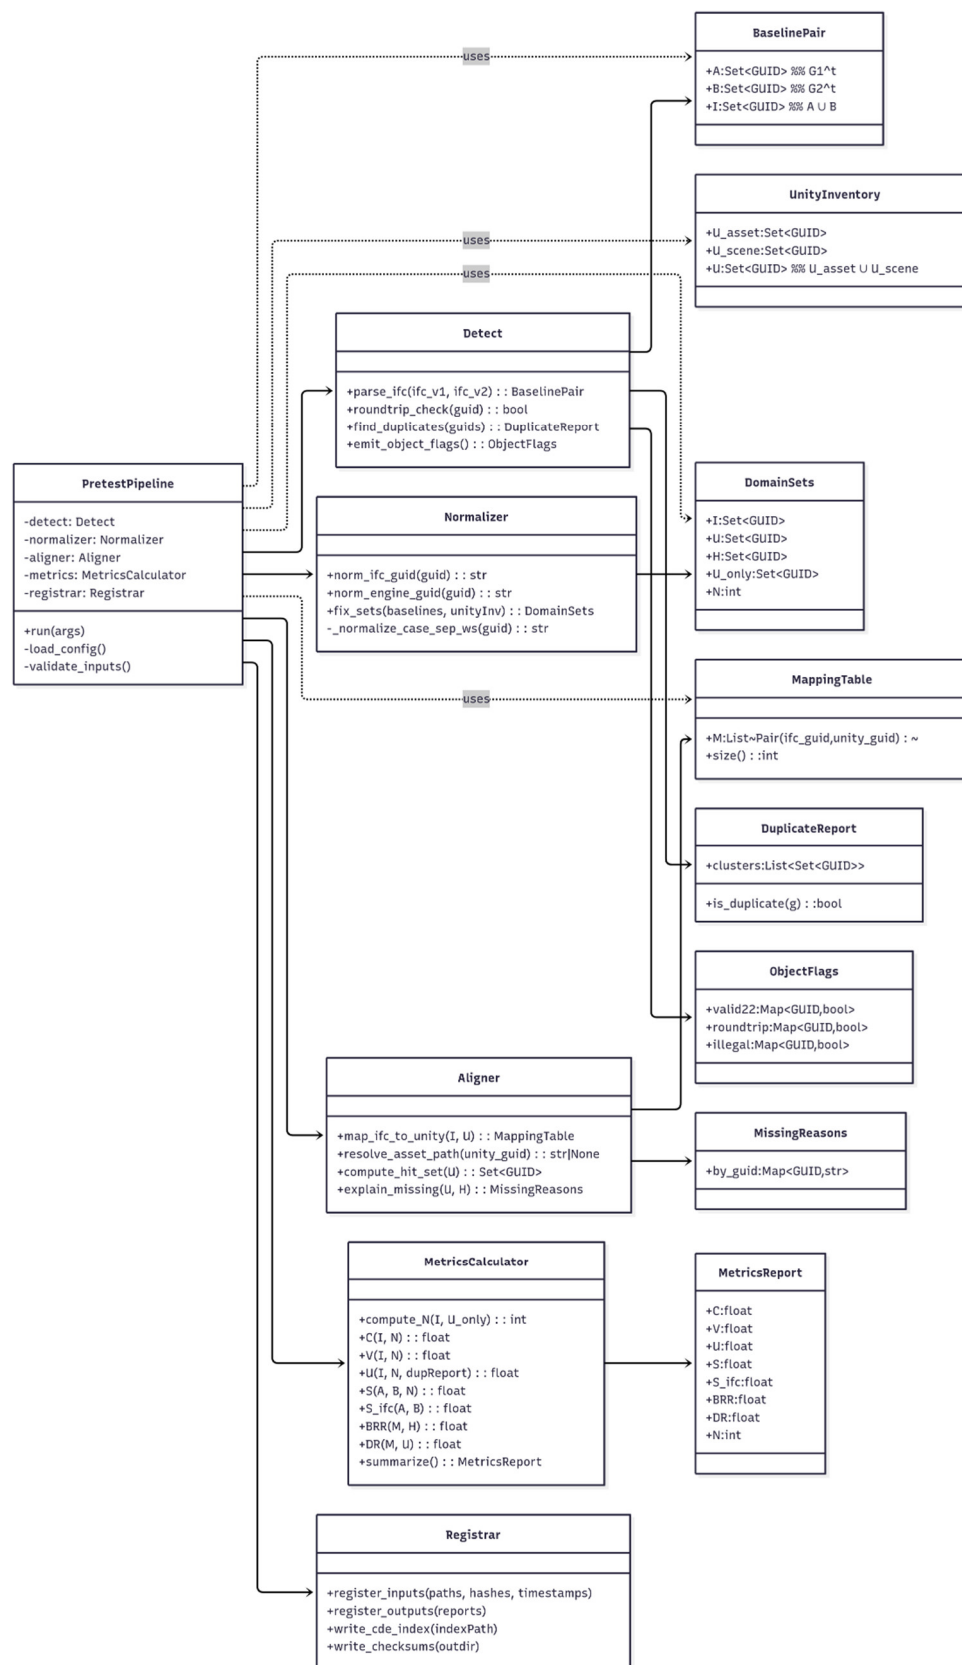 BaselinePair
+A:Set<GUID> %% G1^t
+B:Set<GUID> %% G2^t
+I:Set<GUID> %% A ∪ B
uses
UnityInventory
+U_asset:Set<GUID>
+U_scene:Set<GUID>
+U:Set<GUID> %% U_asset ∪ U_scene
uses
uses
Detect
+parse_ifc(ifc_v1, ifc_v2) : : BaselinePair
+roundtrip_check(guid) : : bool
+find_duplicates(guids) : : DuplicateReport
+emit_object_flags() : : ObjectFlags
PretestPipeline
-detect: Detect
-normalizer: Normalizer
-aligner: Aligner
-metrics: MetricsCalculator
-registrar: Registrar
+run(args)
-load_config()
-validate_inputs()
Normalizer
+norm_ifc_guid(guid) : : str
+norm_engine_guid(guid) : : str
+fix_sets(baselines, unityInv) : : DomainSets
-_normalize_case_sep_ws(guid) : : str
DomainSets
+I:Set<GUID>
+U:Set<GUID>
+H:Set<GUID>
+U_only:Set<GUID>
+N:int
uses
MappingTable
+M:List~Pair(ifc_guid,unity_guid) : ~
+size() : :int
DuplicateReport
+clusters:List<Set<GUID>>
+is_duplicate(g) : :bool
ObjectFlags
+valid22:Map<GUID,bool>
+roundtrip:Map<GUID,bool>
+illegal:Map<GUID,bool>
Aligner
+map_ifc_to_unity(I, U) : : MappingTable
+resolve_asset_path(unity_guid) : : str|None
+compute_hit_set(U) : : Set<GUID>
+explain_missing(U, H) : : MissingReasons
MissingReasons
+by_guid:Map<GUID,str>
MetricsCalculator
+compute_N(I, U_only) : : int
+C(I, N) : : float
+V(I, N) : : float
+U(I, N, dupReport) : : float
+S(A, B, N) : : float
+S_ifc(A, B) : : float
+BRR(M, H) : : float
+DR(M, U) : : float
+summarize() : : MetricsReport
MetricsReport
+C:float
+V:float
+U:float
+S:float
+S_ifc:float
+BRR:float
+DR:float
+N:int
Registrar
+register_inputs(paths, hashes, timestamps)
+register_outputs(reports)
+write_cde_index(indexPath)
+write_checksums(outdir)